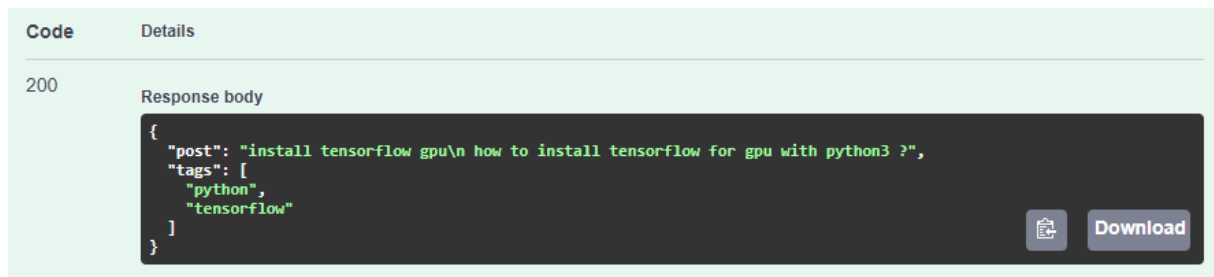 Code Details
200
Response body
{
  "post": "install tensorflow gpu\n how to install tensorflow for gpu with python3 ?",
  "tags": [
    "python",
    "tensorflow"
  ]
}
Download